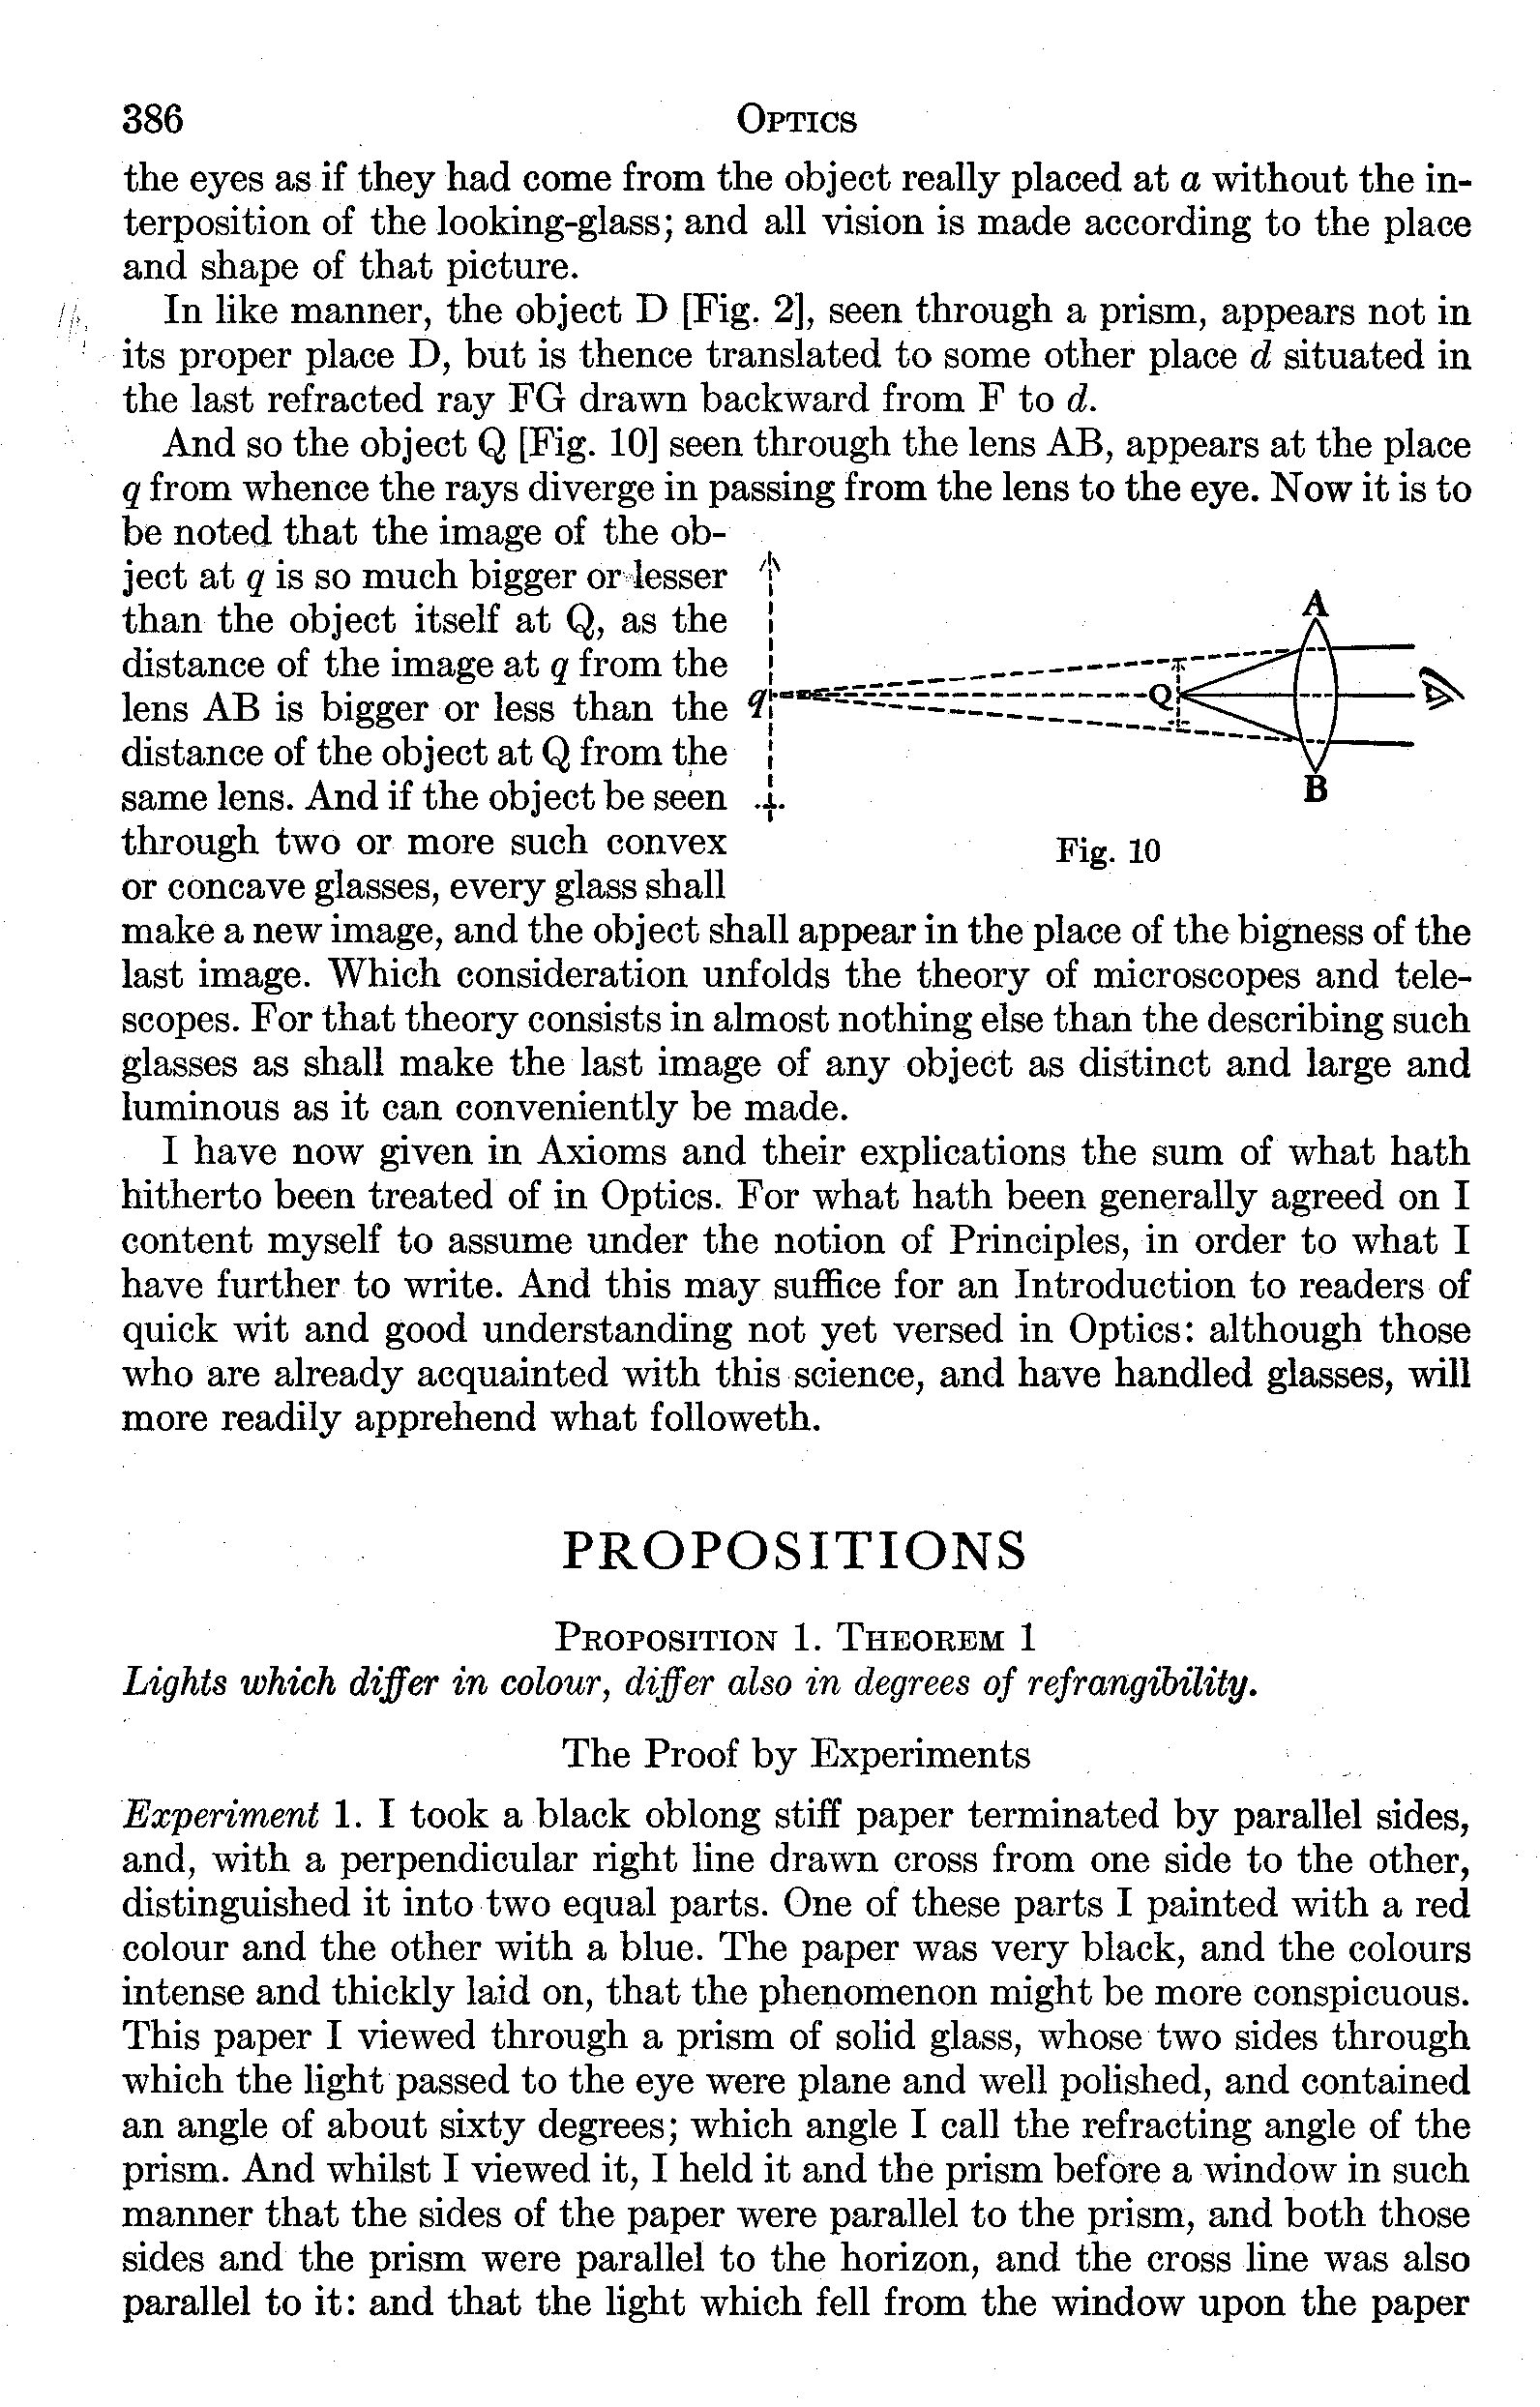 386 OPTICS
the eyes as if they had come from the object really placed at a without the in-
terposition of the looking-glass; and all vision is made according to the place
and shape of that picture.
In like manner, the object D [Fig. 2], seen through a prism, appears not in
its proper place D, but is thence translated to some other place d situated in
the last refracted ray FG drawn backward from F to d.
And so the object Q [Fig. 10] seen through the lens AB, appears at the place
q from whence the rays diverge in passing from the lens to the eye. Now it is to
be noted that the image of the ob-
ject at q is so much bigger or lesser
than the object itself at Q, as the
distance of the image at q from the
lens AB is bigger or less than the
distance of the object at Q from the
same lens. And if the object be seen
through two or more such convex
or concave glasses, every glass shall
A
q
Q
B
Fig. 10
make a new image, and the object shall appear in the place of the bigness of the
last image. Which consideration unfolds the theory of microscopes and tele-
scopes. For that theory consists in almost nothing else than the describing such
glasses as shall make the last image of any object as distinct and large and
luminous as it can conveniently be made.
I have now given in Axioms and their explications the sum of what hath
hitherto been treated of in Optics. For what hath been generally agreed on I
content myself to assume under the notion of Principles, in order to what I
have further to write. And this may suffice for an Introduction to readers of
quick wit and good understanding not yet versed in Optics: although those
who are already acquainted with this science, and have handled glasses, will
more readily apprehend what followeth.
PROPOSITIONS
PROPOSITION 1. THEOREM 1
Lights which differ in colour, differ also in degrees of refrangibility.
The Proof by Experiments
Experiment 1. I took a black oblong stiff paper terminated by parallel sides,
and, with a perpendicular right line drawn cross from one side to the other,
distinguished it into two equal parts. One of these parts I painted with a red
colour and the other with a blue. The paper was very black, and the colours
intense and thickly laid on, that the phenomenon might be more conspicuous.
This paper I viewed through a prism of solid glass, whose two sides through
which the light passed to the eye were plane and well polished, and contained
an angle of about sixty degrees; which angle I call the refracting angle of the
prism. And whilst I viewed it, I held it and the prism before a window in such
manner that the sides of the paper were parallel to the prism, and both those
sides and the prism were parallel to the horizon, and the cross line was also
parallel to it: and that the light which fell from the window upon the paper